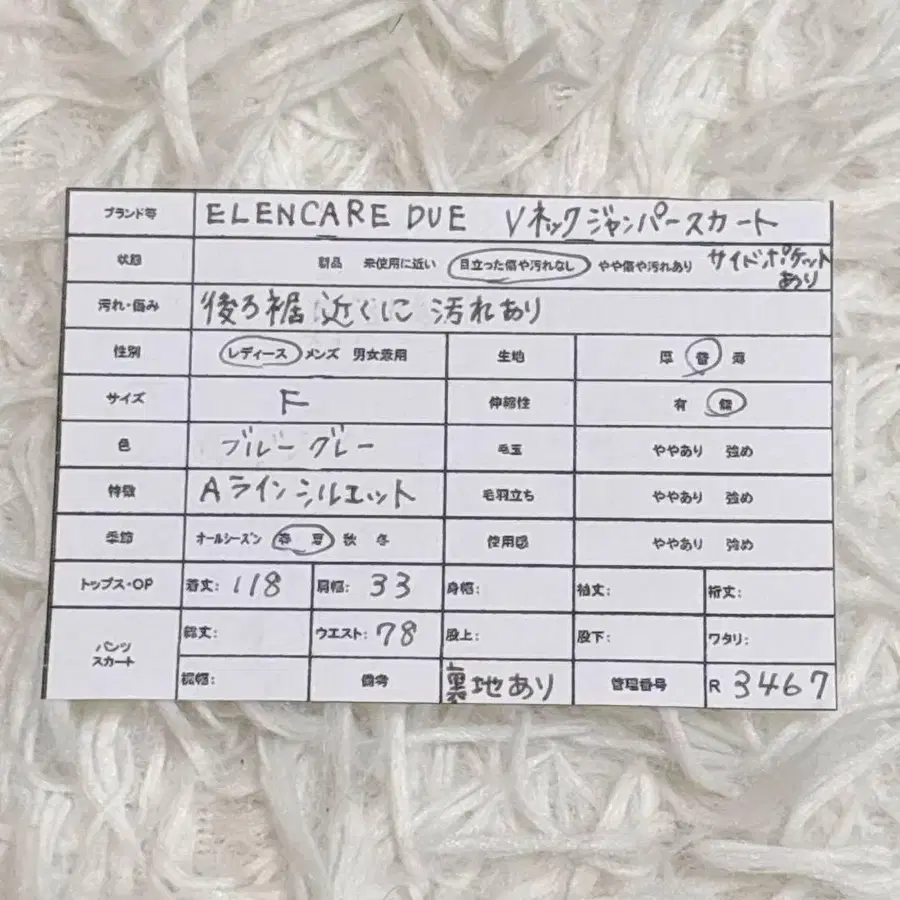 ブランド等 ELENCARE DUE Vネックジャンパースカート
状態 新品 未使用に近い 目立った傷や汚れなし やや傷や汚れあり サイドポケット
あり
汚れ・傷み 後ろ裾 近くに 汚れあり
性別 レディース メンズ 男女兼用 生地 厚 普 薄
サイズ F 伸縮性 有 無
色 ブルーグレー 毛玉 ややあり 強め
特徴 Aラインシルエット 毛羽立ち ややあり 強め
季節 オールシーズン 春 夏 秋 冬 使用感 ややあり 強め
トップス・OP 着丈: 118 肩幅: 33 身幅: 袖丈: 裄丈:
パンツ
スカート
総丈: ウエスト: 78 股上: 股下: ワタリ:
裾幅: 備考 裏地あり 管理番号 R 3467